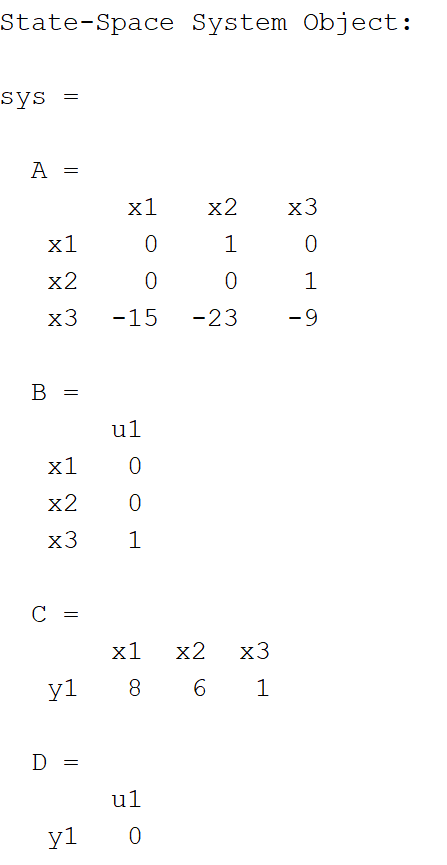 State-Space System Object:
sys =
A =
x1 x2 x3
x1 0 1 0
x2 0 0 1
x3 -15 -23 -9
B =
u1
x1 0
x2 0
x3 1
C =
x1 x2 x3
y1 8 6 1
D =
u1
y1 0